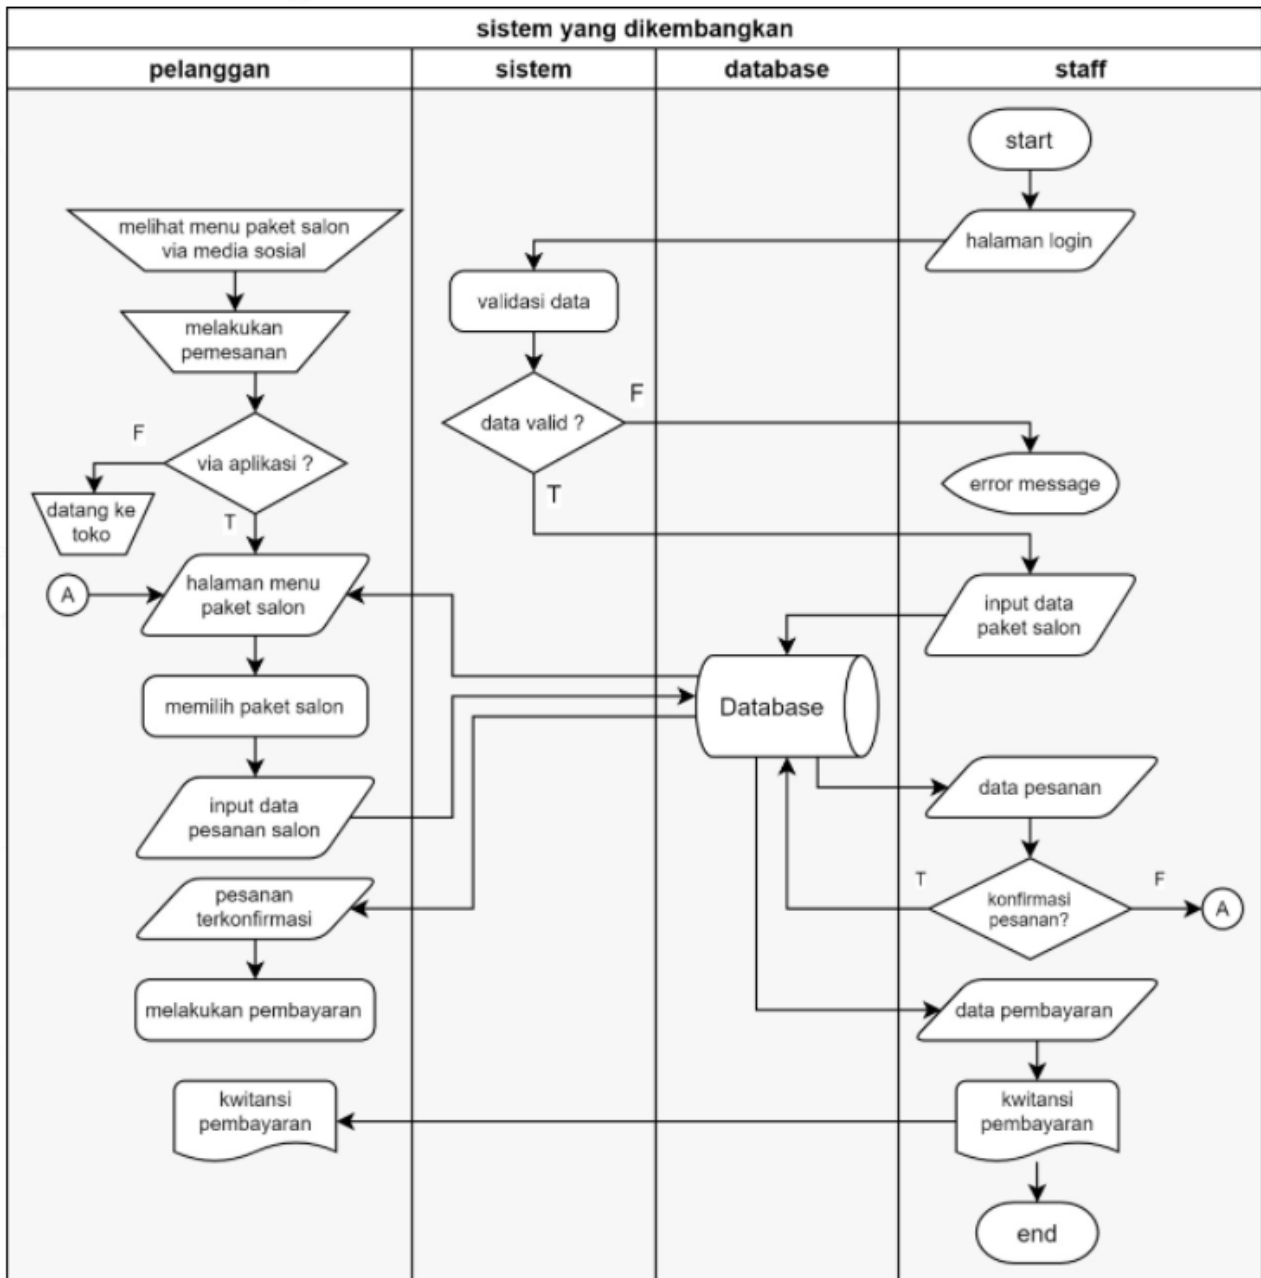 sistem yang dikembangkan
pelanggan
sistem
database
staff
start
halaman login
melihat menu paket salon
via media sosial
validasi data
melakukan
pemesanan
data valid ?
F
T
error message
via aplikasi ?
F
T
datang ke
toko
A
halaman menu
paket salon
input data
paket salon
memilih paket salon
Database
input data
pesanan salon
data pesanan
konfirmasi
pesanan?
T
F
A
pesanan
terkonfirmasi
melakukan pembayaran
data pembayaran
kwitansi
pembayaran
kwitansi
pembayaran
end